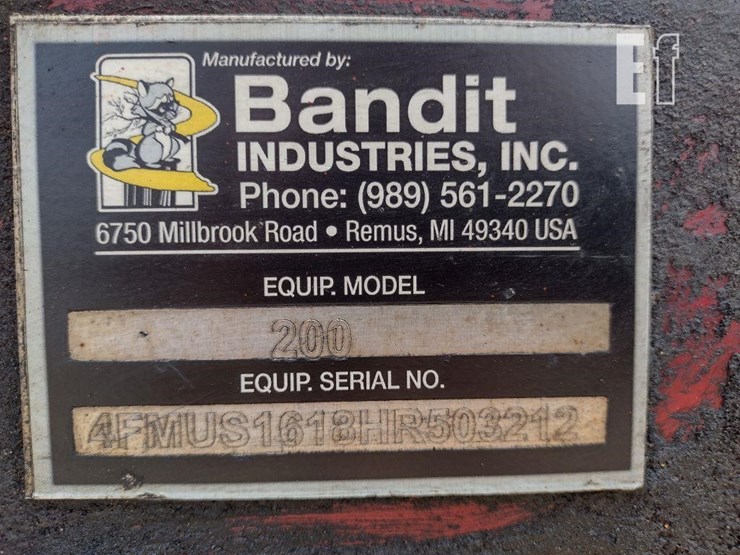 Manufactured by:
Bandit
INDUSTRIES, INC.
Phone: (989) 561-2270
6750 Millbrook Road • Remus, MI 49340 USA
EQUIP. MODEL
200
EQUIP. SERIAL NO.
4FMUS1618HR503212
Ef